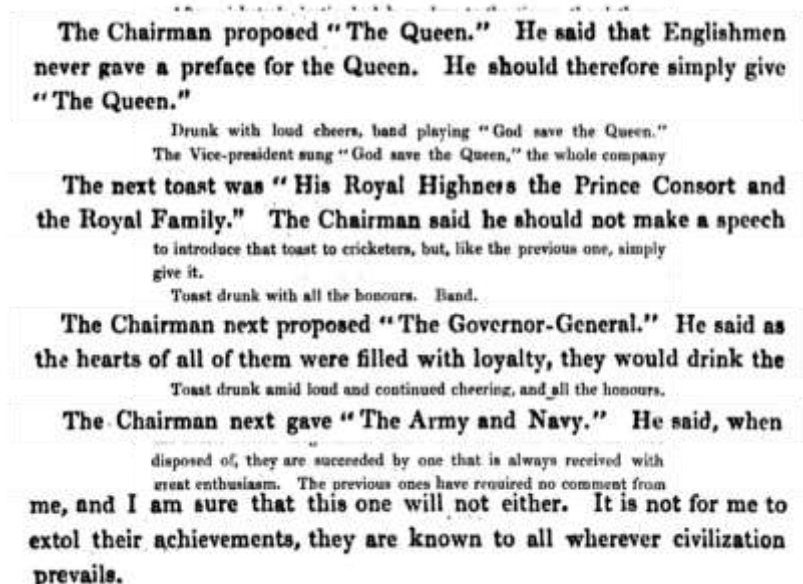 The Chairman proposed "The Queen." He said that Englishmen
never gave a preface for the Queen. He should therefore simply give
"The Queen."
Drunk with loud cheers, band playing "God save the Queen."
The Vice-president sung "God save the Queen," the whole company
The next toast was "His Royal Highness the Prince Consort and
the Royal Family." The Chairman said he should not make a speech
to introduce that toast to cricketers, but, like the previous one, simply
give it.
Toast drunk with all the honours. Band.
The Chairman next proposed "The Governor-General." He said as
the hearts of all of them were filled with loyalty, they would drink the
Toast drunk amid loud and continued cheering, and all the honours.
The Chairman next gave "The Army and Navy." He said, when
disposed of, they are succeeded by one that is always received with
great enthusiasm. The previous ones have required no comment from
me, and I am sure that this one will not either. It is not for me to
extol their achievements, they are known to all wherever civilization
prevails.